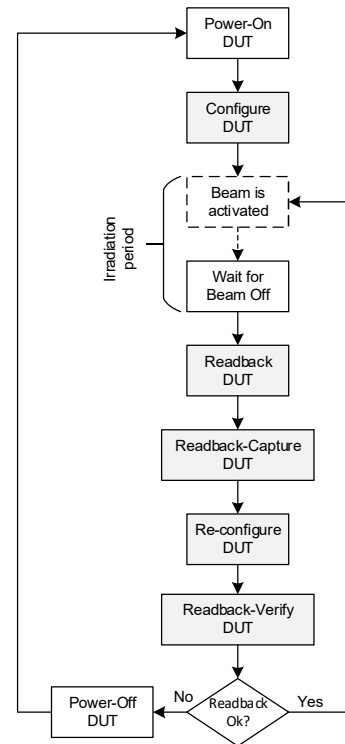 Power-On
DUT
Configure
DUT
Beam is
activated
Irradiation
period
Wait for
Beam Off
Readback
DUT
Readback-Capture
DUT
Re-configure
DUT
Readback-Verify
DUT
Power-Off
DUT
No
Readback
Ok?
Yes